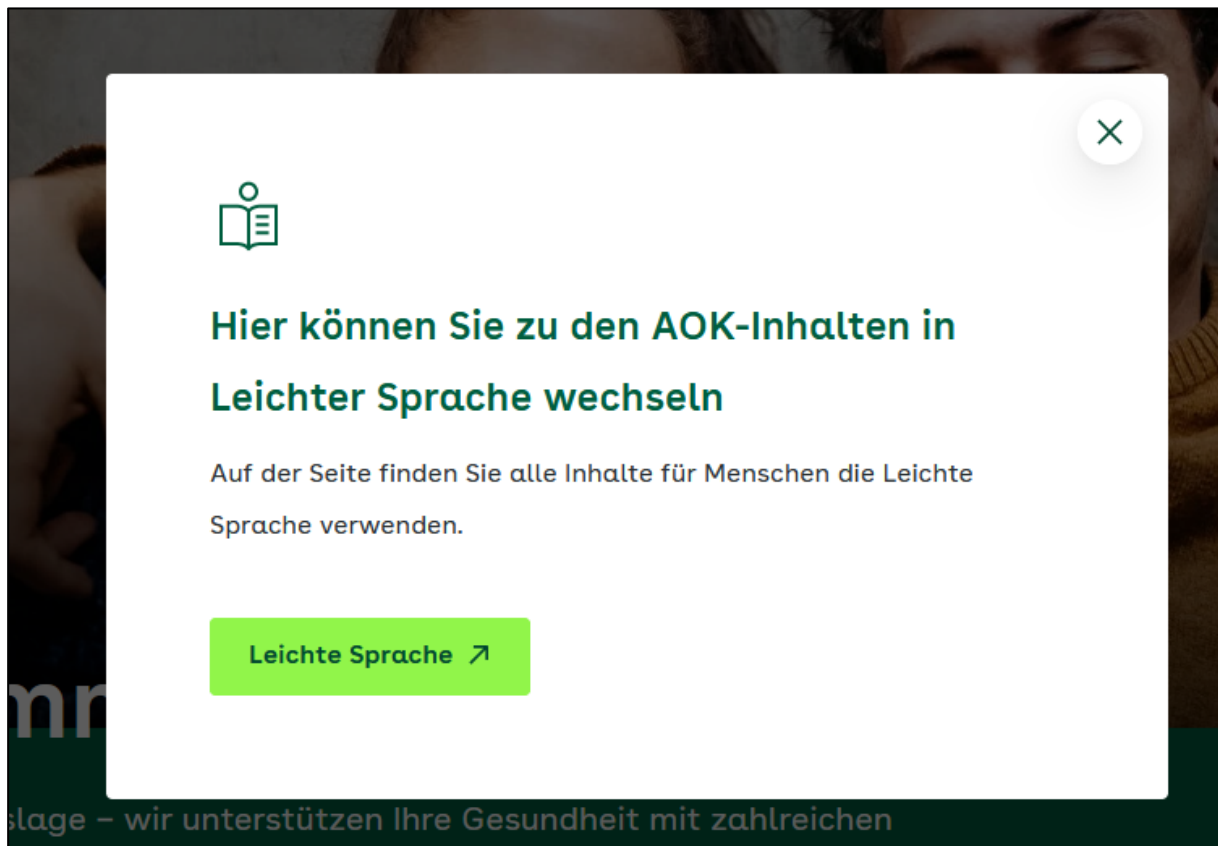 Hier können Sie zu den AOK-Inhalten in
Leichter Sprache wechseln
Auf der Seite finden Sie alle Inhalte für Menschen die Leichte
Sprache verwenden.
Leichte Sprache
– wir unterstützen Ihre Gesundheit mit zahlreichen